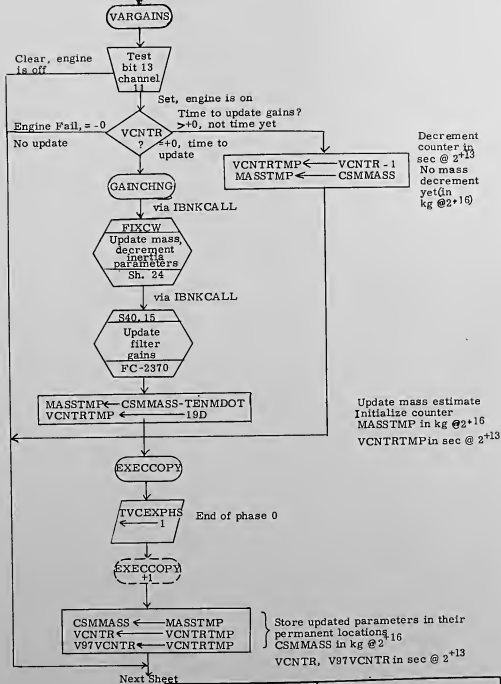 VARGAINS
Clear, engine
is off
Test
bit 13
channel
11
Set, engine is on
Time to update gains?
Engine Fail, = -0
>+0, not time yet
VCNTR
?
No update
=+0, time to
update
Decrement
counter in
sec @ 2+13
No mass
decrement
yet(in
kg @2+16)
VCNTRTMP ← VCNTR - 1
MASSTMP ← CSMMASS
GAINCHNG
via IBNKCALL
FIXCW
Update mass,
decrement
inertia
parameters
Sh. 24
via IBNKCALL
S40.15
Update
filter
gains
FC-2370
MASSTMP ← CSMMASS-TENMDOT
VCNTRTMP ← 19D
Update mass estimate
Initialize counter
MASSTMP in kg @2+16
VCNTRTMP in sec @ 2+13
EXECCOPY
TVCEXPHS
← 1
End of phase 0
EXECCOPY
+1
CSMMASS ← MASSTMP
VCNTR ← VCNTRTMP
V97VCNTR ← VCNTRTMP
Store updated parameters in their
permanent locations
CSMMASS in kg @ 2+16
VCNTR, V97VCNTR in sec @ 2+13
Next Sheet